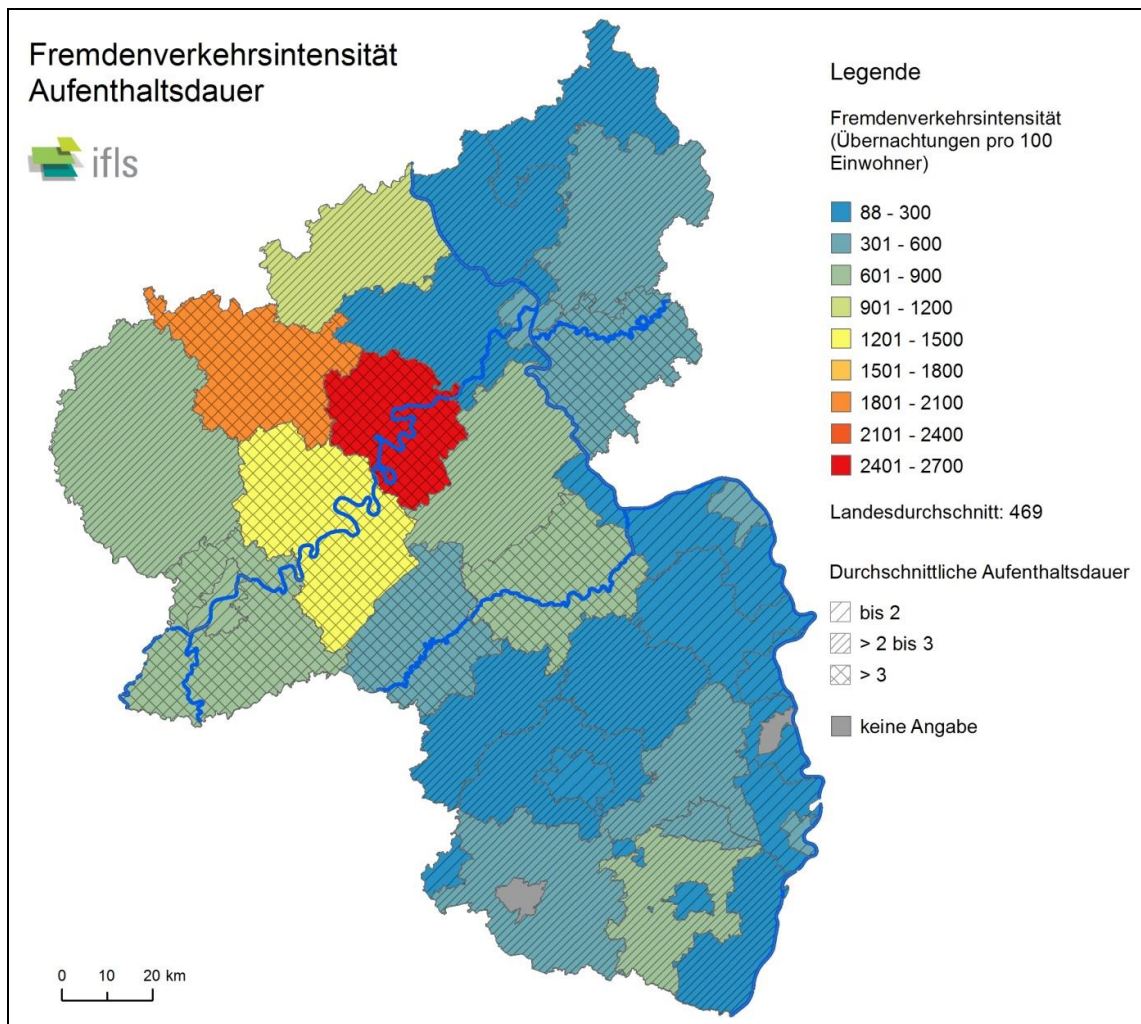 Fremdenverkehrsintensität
Aufenthaltsdauer
ifls
Legende
Fremdenverkehrsintensität
(Übernachtungen pro 100
Einwohner)
88 - 300
301 - 600
601 - 900
901 - 1200
1201 - 1500
1501 - 1800
1801 - 2100
2101 - 2400
2401 - 2700
Landesdurchschnitt: 469
Durchschnittliche Aufenthaltsdauer
bis 2
> 2 bis 3
> 3
keine Angabe
0 10 20 km